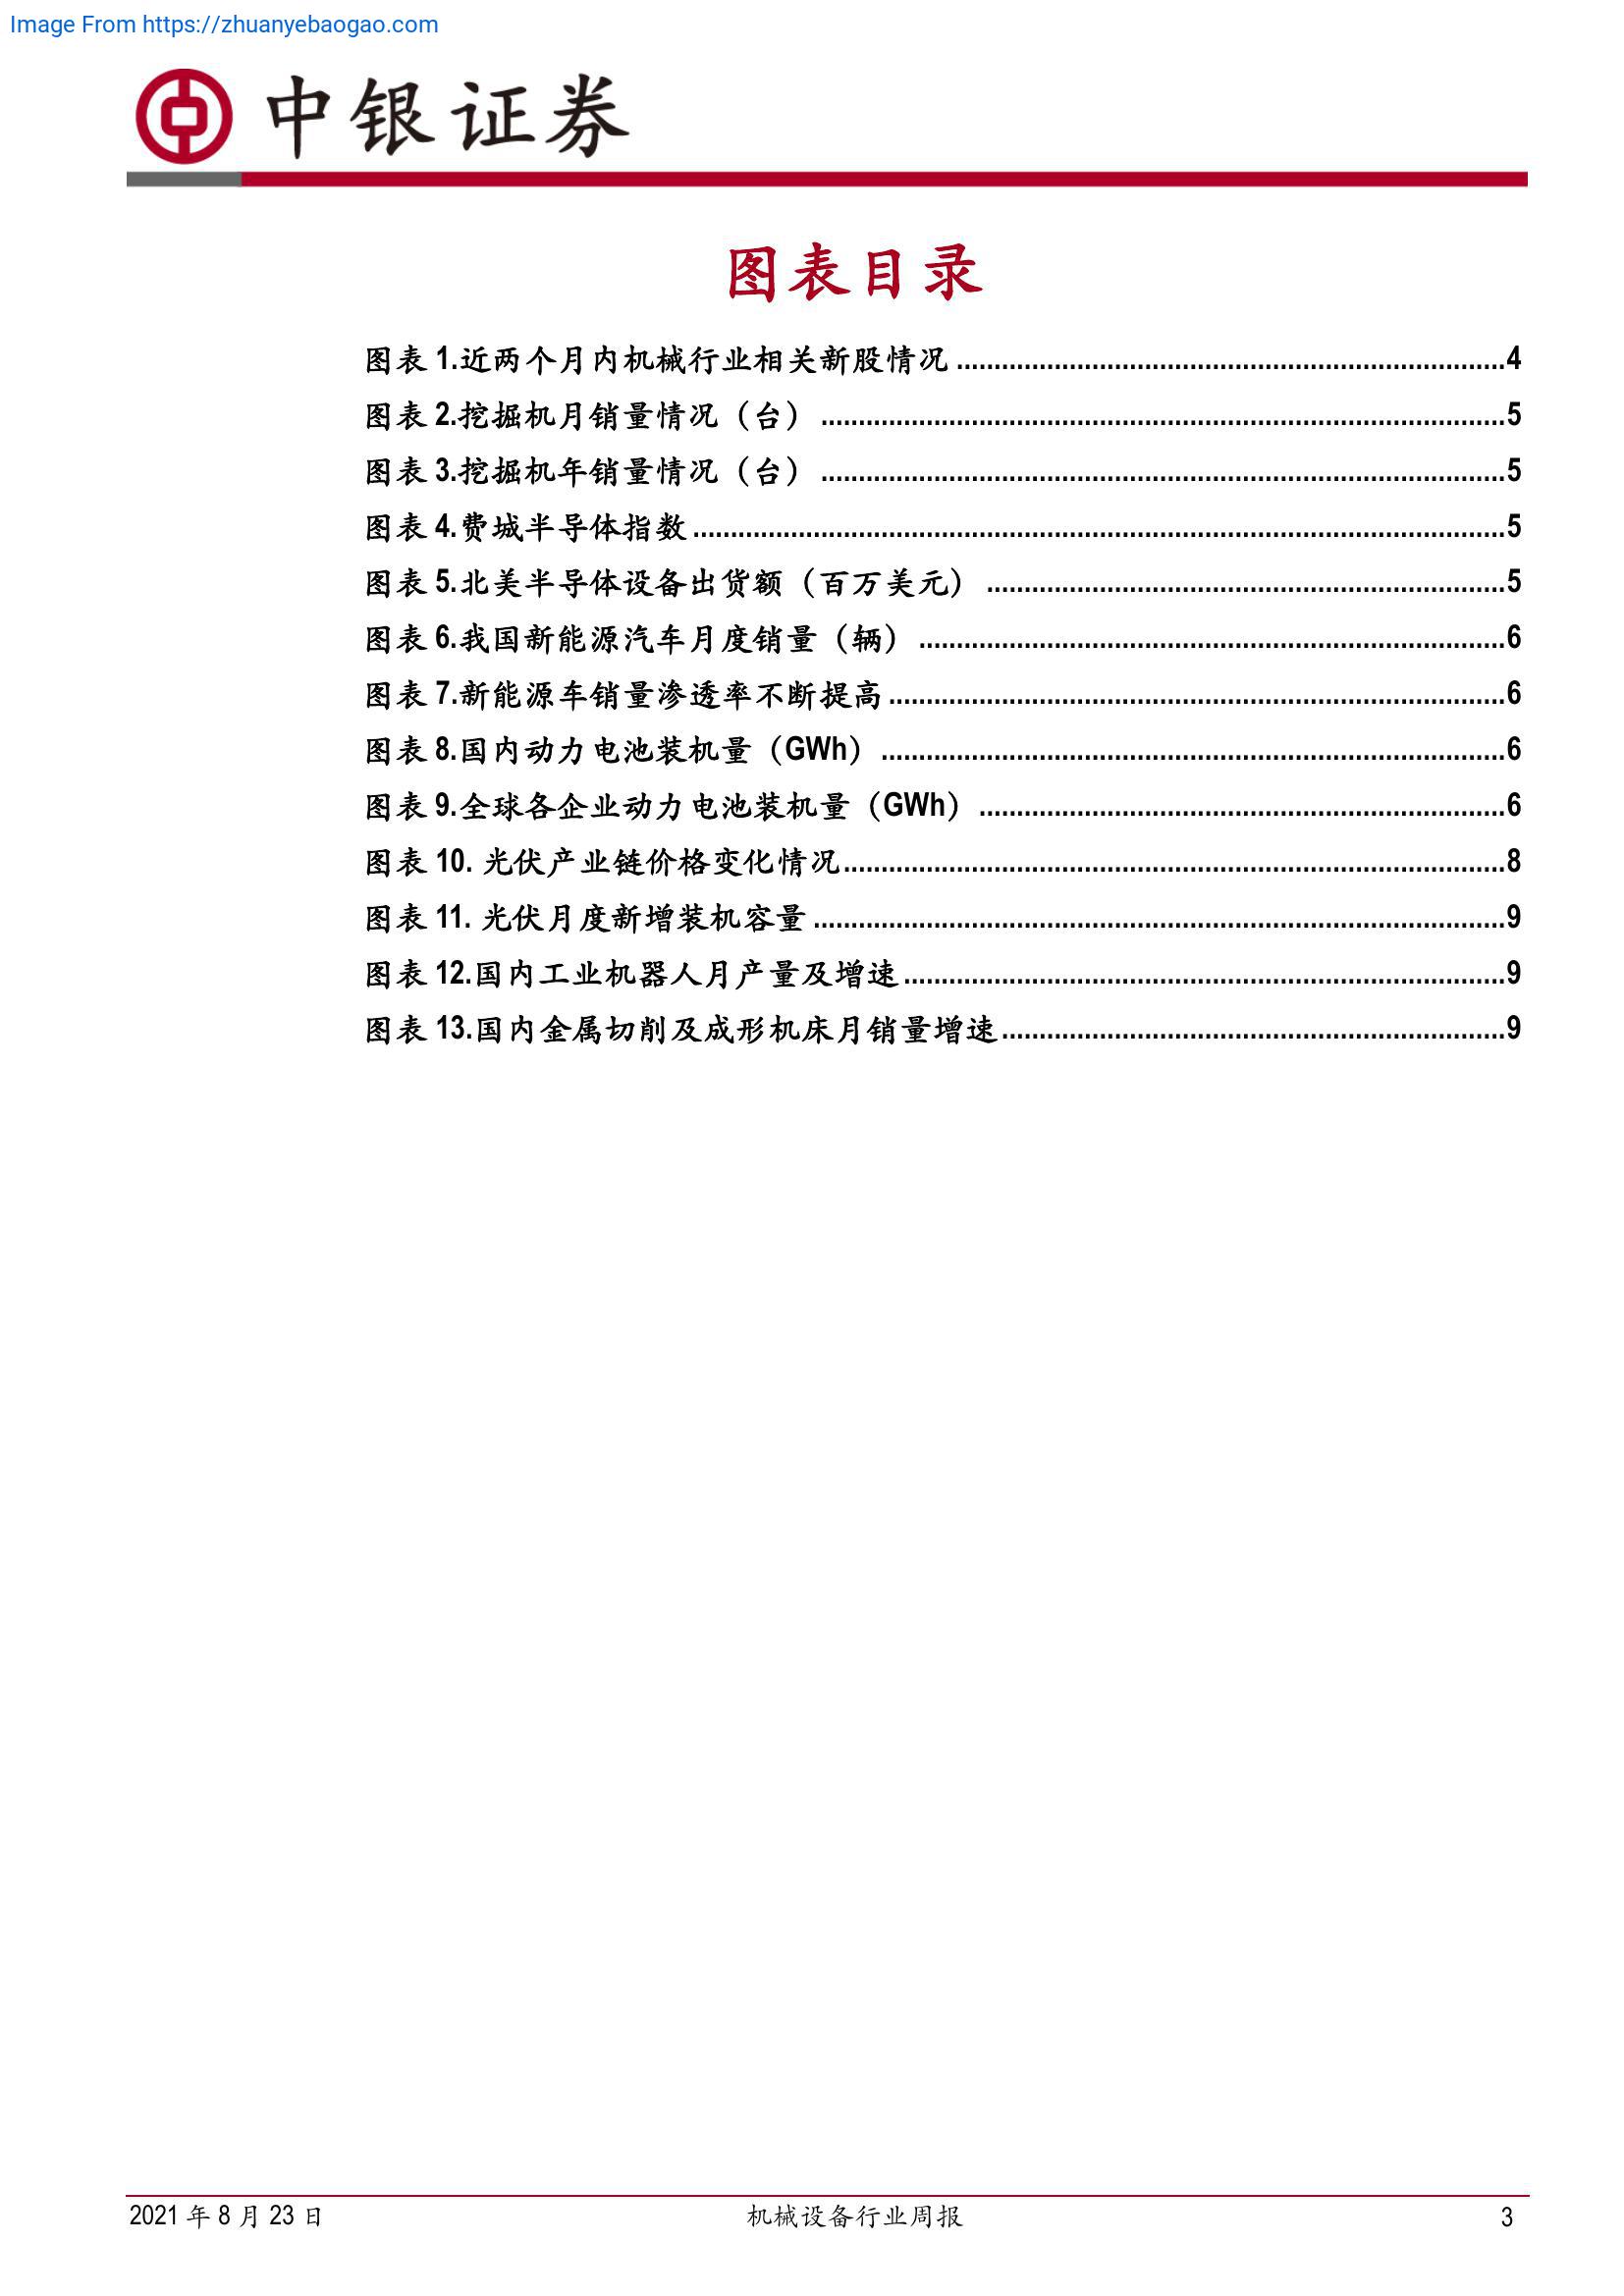 Image From https://zhuanyebaogao.com
中银证券
图表目录
图表 1.近两个月内机械行业相关新股情况 ........................................................................4
图表 2.挖掘机月销量情况（台） ..........................................................................................5
图表 3.挖掘机年销量情况（台） ..........................................................................................5
图表 4.费城半导体指数 ...........................................................................................................5
图表 5.北美半导体设备出货额（百万美元） ....................................................................5
图表 6.我国新能源汽车月度销量（辆） .............................................................................6
图表 7.新能源车销量渗透率不断提高 .................................................................................6
图表 8.国内动力电池装机量（GWh） ..................................................................................6
图表 9.全球各企业动力电池装机量（GWh） .....................................................................6
图表 10. 光伏产业链价格变化情况.......................................................................................8
图表 11. 光伏月度新增装机容量 ...........................................................................................9
图表 12.国内工业机器人月产量及增速 ...............................................................................9
图表 13.国内金属切削及成形机床月销量增速 ..................................................................9
2021 年 8 月 23 日 机械设备行业周报 3